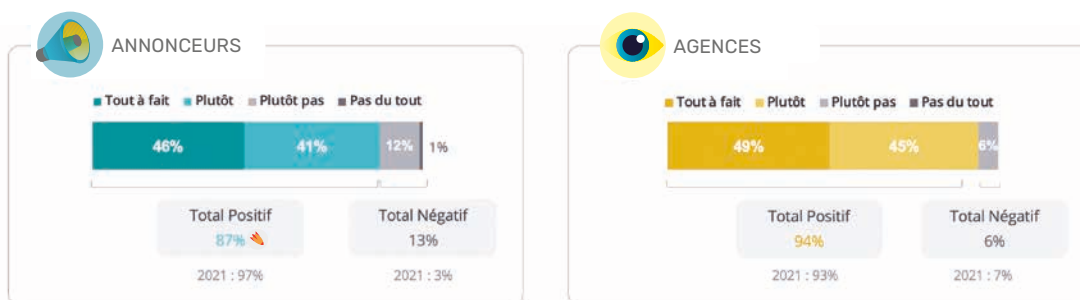 ANNONCEURS
Tout à fait Plutôt Plutôt pas Pas du tout
46% 41% 12% 1%
Total Positif Total Négatif
87% 13%
2021 : 97% 2021 : 3%
AGENCES
Tout à fait Plutôt Plutôt pas Pas du tout
49% 45% 6%
Total Positif Total Négatif
94% 6%
2021 : 93% 2021 : 7%